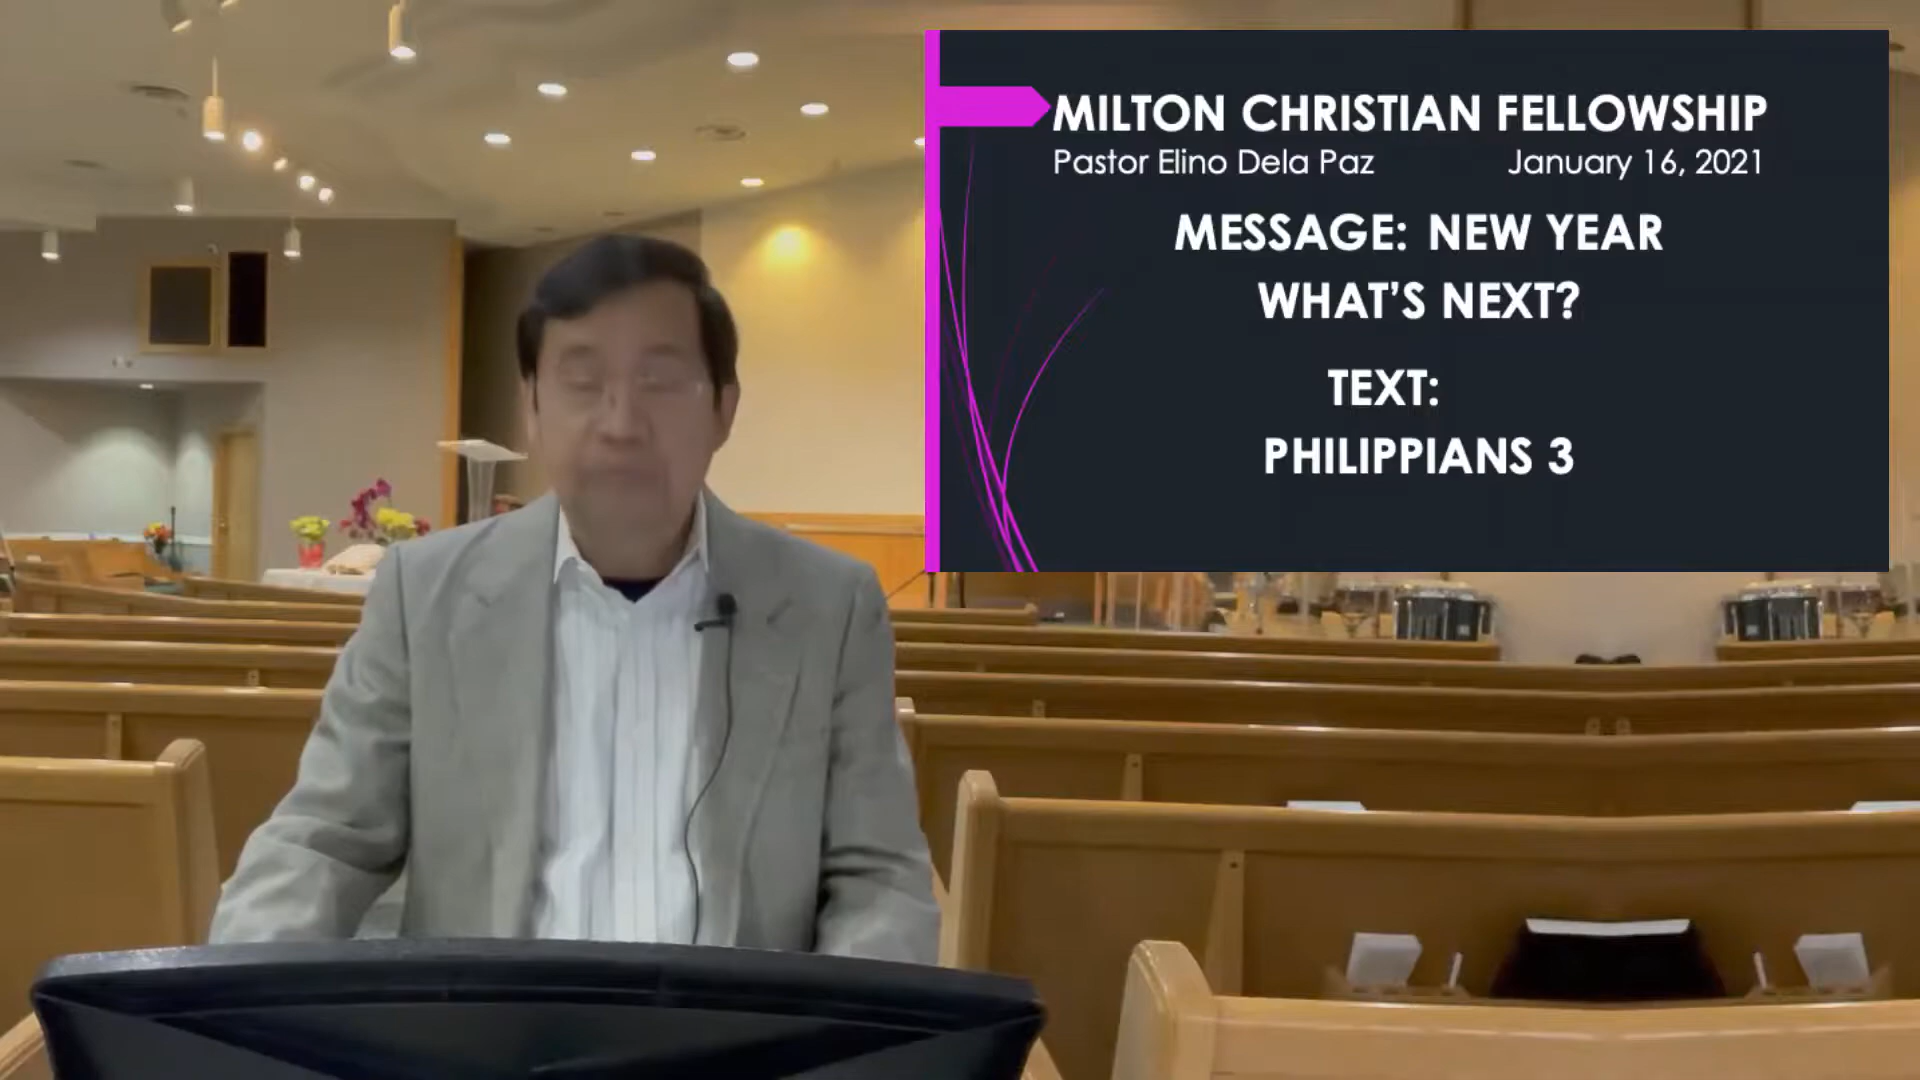 MILTON CHRISTIAN FELLOWSHIP
Pastor Elino Dela Paz January 16, 2021
MESSAGE: NEW YEAR
WHAT'S NEXT?
TEXT:
PHILIPPIANS 3